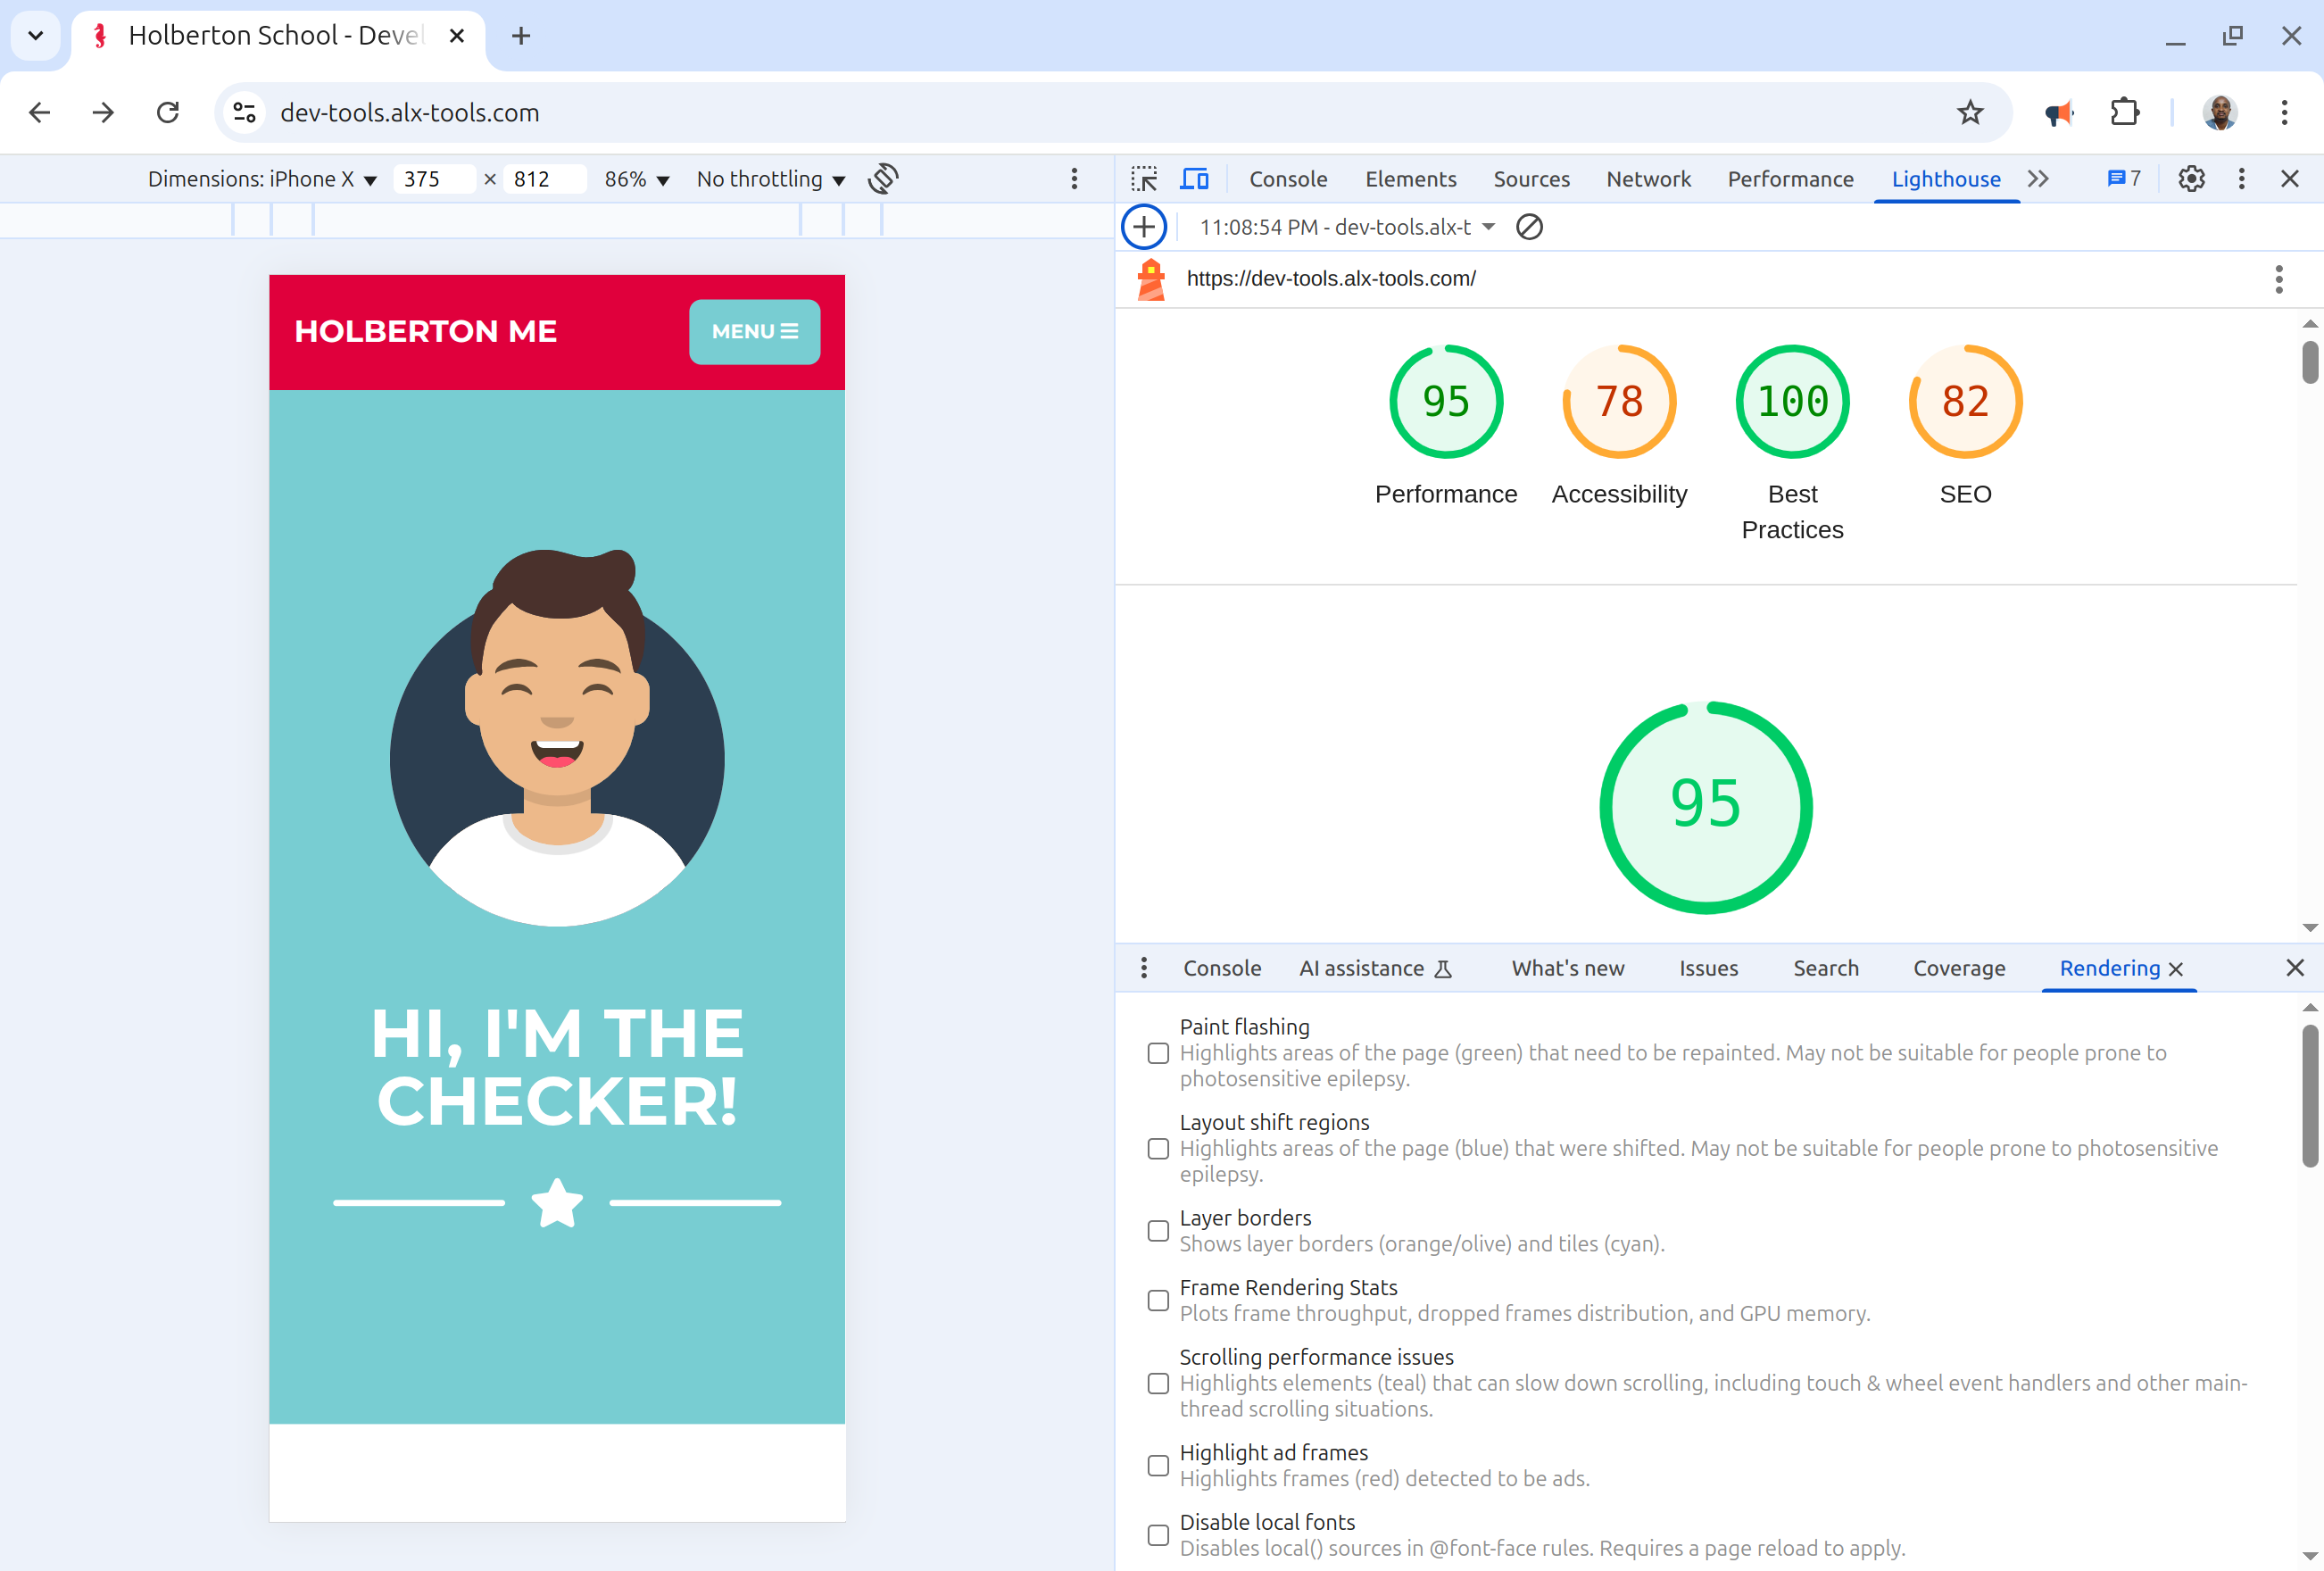 Holberton School - Devel
dev-tools.alx-tools.com
Dimensions: iPhone X 375 × 812 86% No throttling
Console Elements Sources Network Performance Lighthouse 7
11:08:54 PM - dev-tools.alx-t
https://dev-tools.alx-tools.com/
HOLBERTON ME
MENU
HI, I'M THE
CHECKER!
95 78 100 82
Performance Accessibility Best Practices SEO
95
Console AI assistance What's new Issues Search Coverage Rendering
Paint flashing
Highlights areas of the page (green) that need to be repainted. May not be suitable for people prone to
photosensitive epilepsy.
Layout shift regions
Highlights areas of the page (blue) that were shifted. May not be suitable for people prone to photosensitive
epilepsy.
Layer borders
Shows layer borders (orange/olive) and tiles (cyan).
Frame Rendering Stats
Plots frame throughput, dropped frames distribution, and GPU memory.
Scrolling performance issues
Highlights elements (teal) that can slow down scrolling, including touch & wheel event handlers and other main-
thread scrolling situations.
Highlight ad frames
Highlights frames (red) detected to be ads.
Disable local fonts
Disables local() sources in @font-face rules. Requires a page reload to apply.